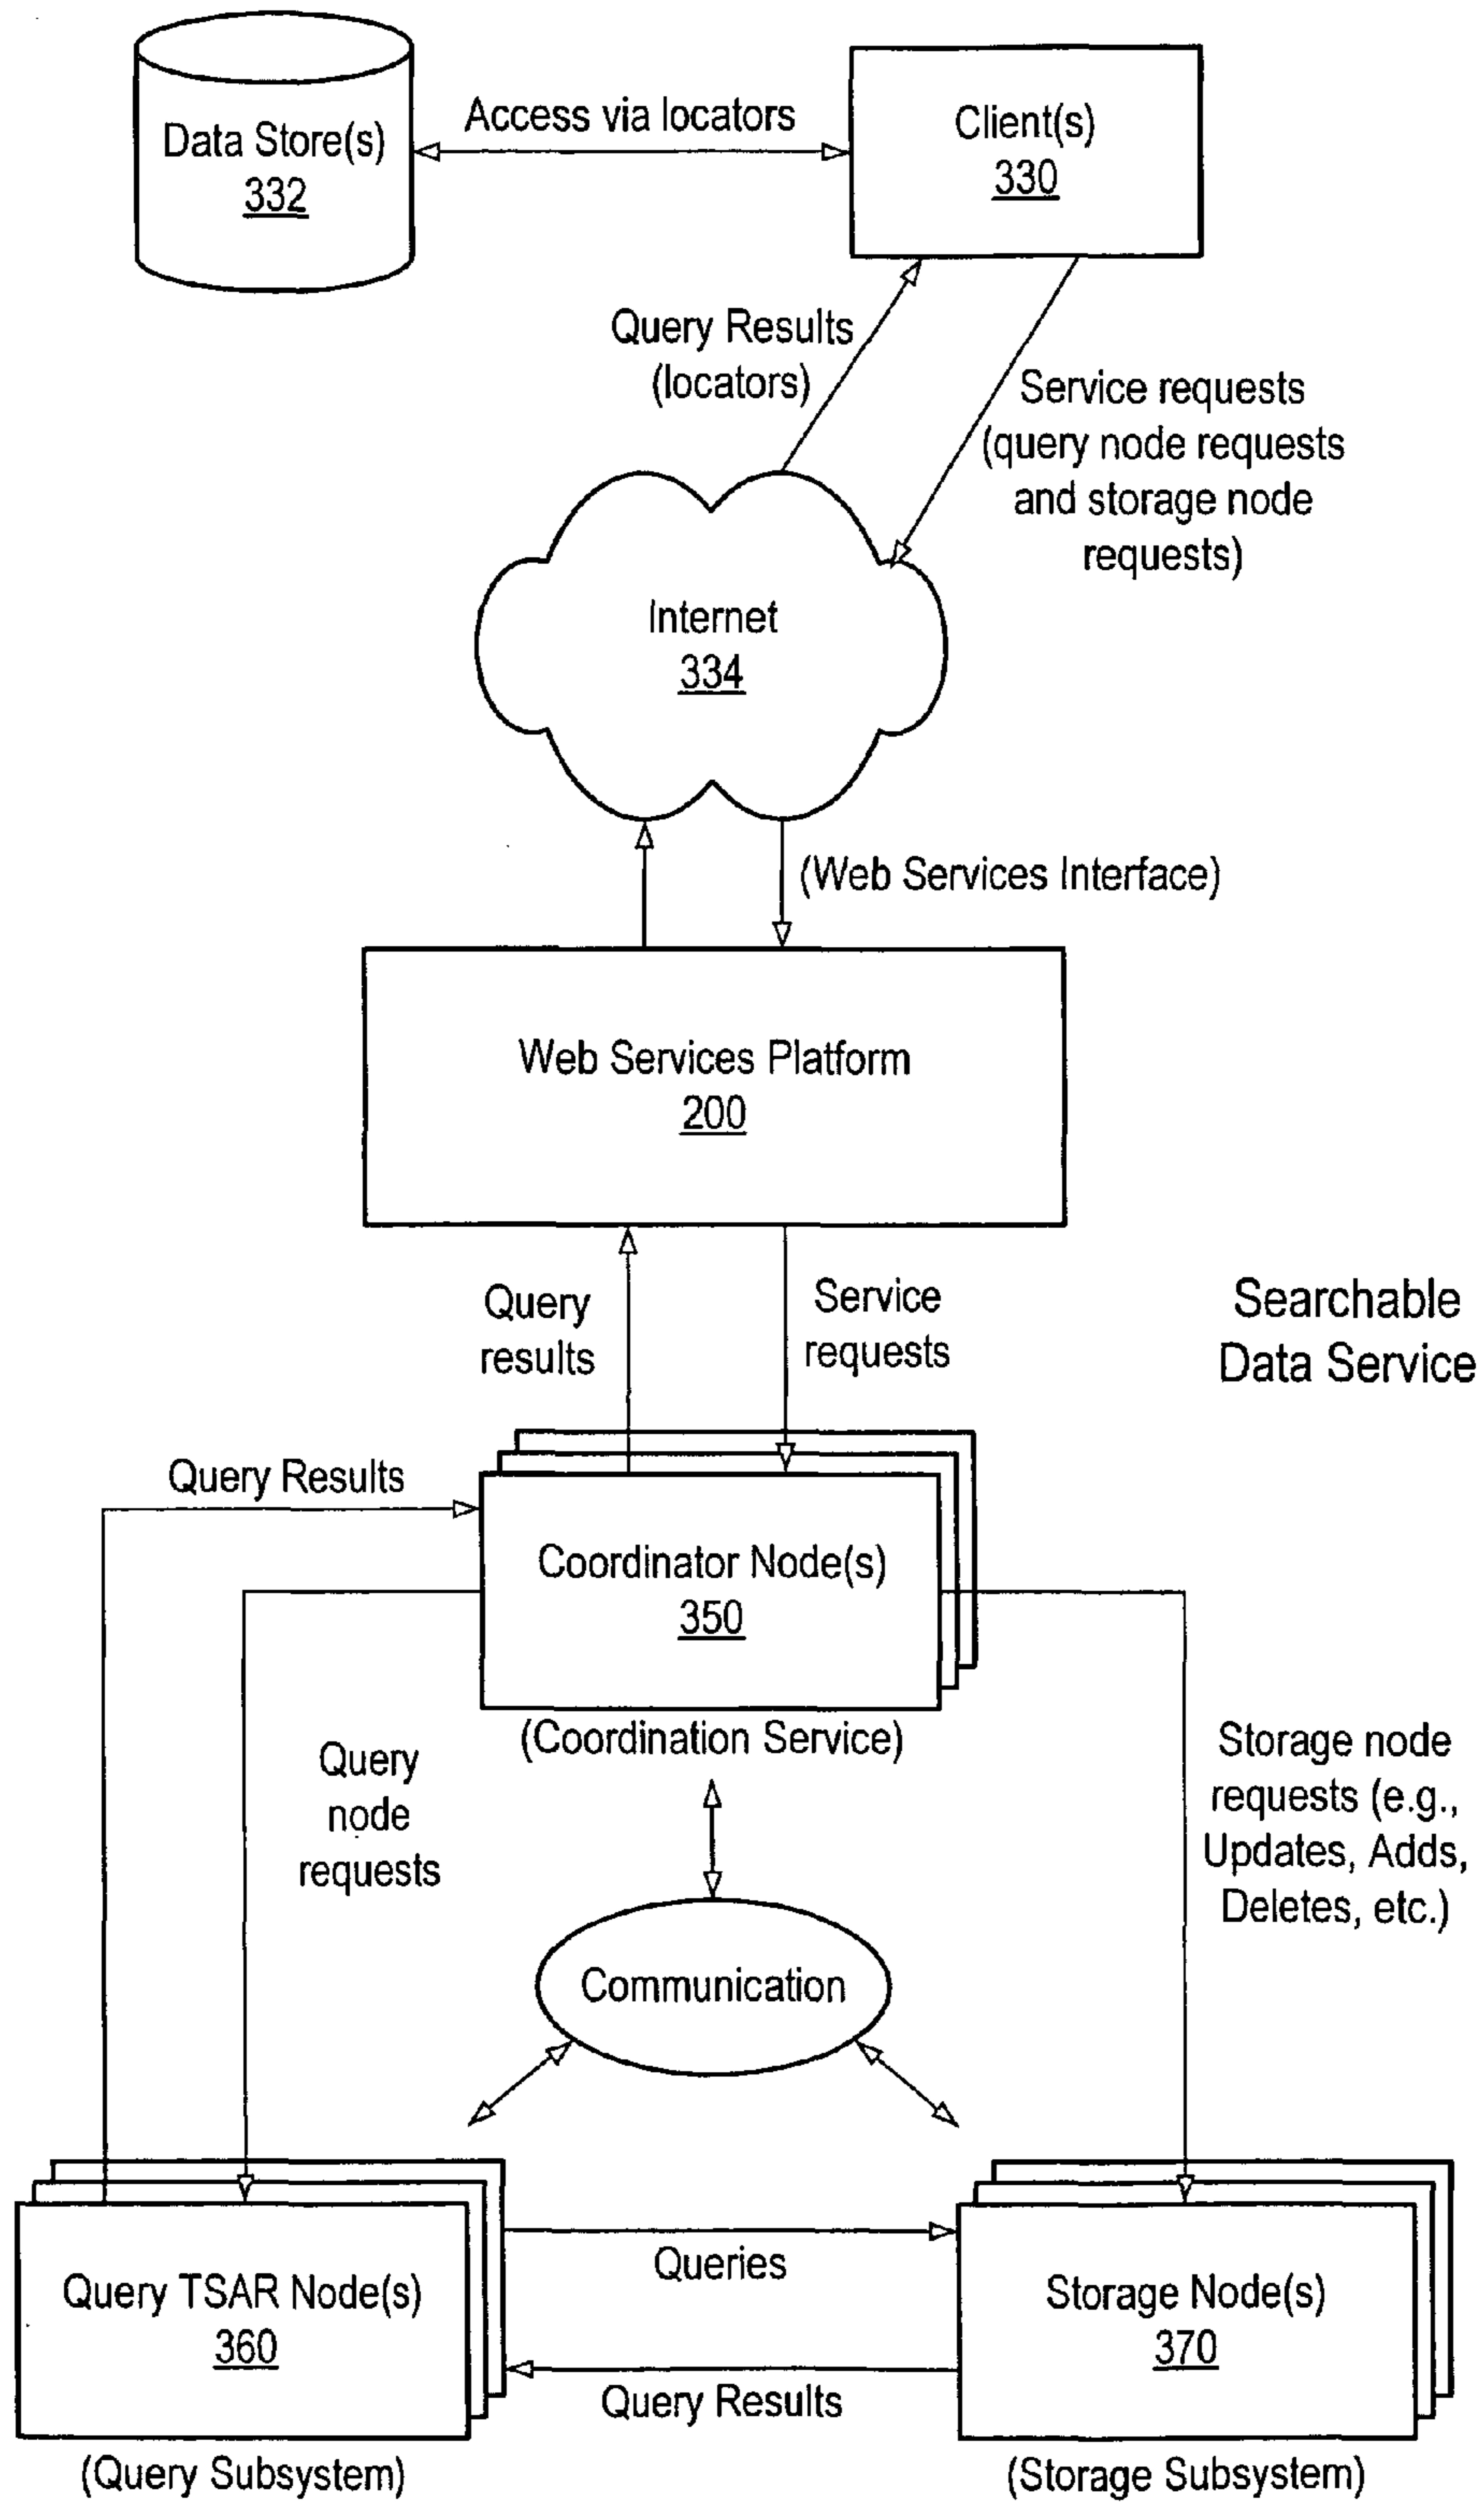 Data Store(s)
332
Access via locators
Client(s)
330
Query Results
(locators)
Service requests
(query node requests
and storage node
requests)
Internet
334
(Web Services Interface)
Web Services Platform
200
Query
results
Service
requests
Searchable
Data Service
Query Results
Coordinator Node(s)
350
(Coordination Service)
Query
node
requests
Storage node
requests (e.g.,
Updates, Adds,
Deletes, etc.)
Communication
Queries
Query TSAR Node(s)
360
Storage Node(s)
370
Query Results
(Query Subsystem)
(Storage Subsystem)